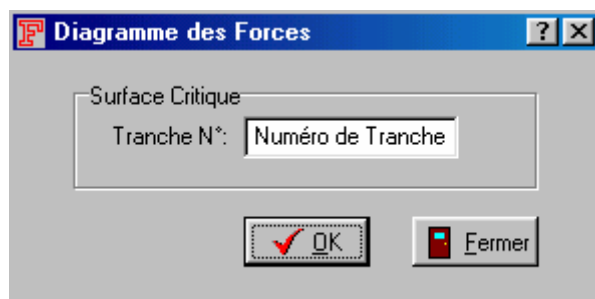 F Diagramme des Forces ? ×
Surface Critique
Tranche N°: Numéro de Tranche
OK Fermer